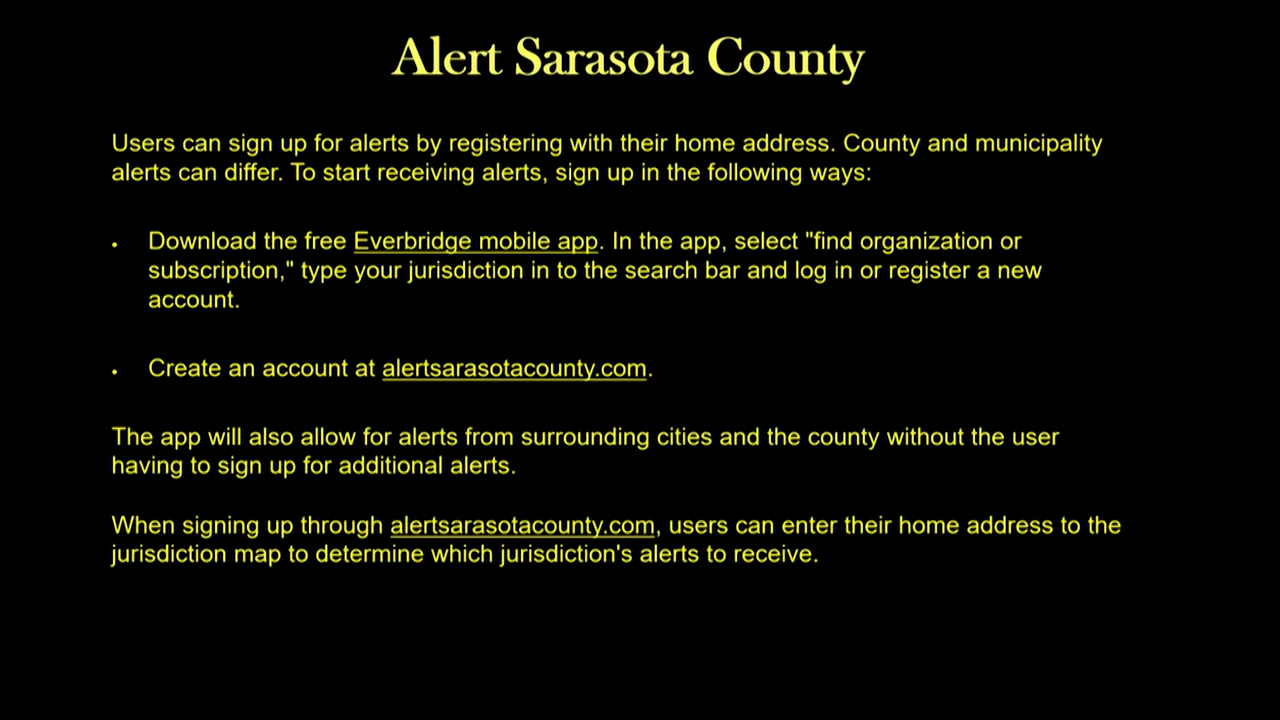 Alert Sarasota County
Users can sign up for alerts by registering with their home address. County and municipality
alerts can differ. To start receiving alerts, sign up in the following ways:
• Download the free Everbridge mobile app. In the app, select "find organization or
subscription," type your jurisdiction in to the search bar and log in or register a new
account.
• Create an account at alertsarasotacounty.com.
The app will also allow for alerts from surrounding cities and the county without the user
having to sign up for additional alerts.
When signing up through alertsarasotacounty.com, users can enter their home address to the
jurisdiction map to determine which jurisdiction's alerts to receive.